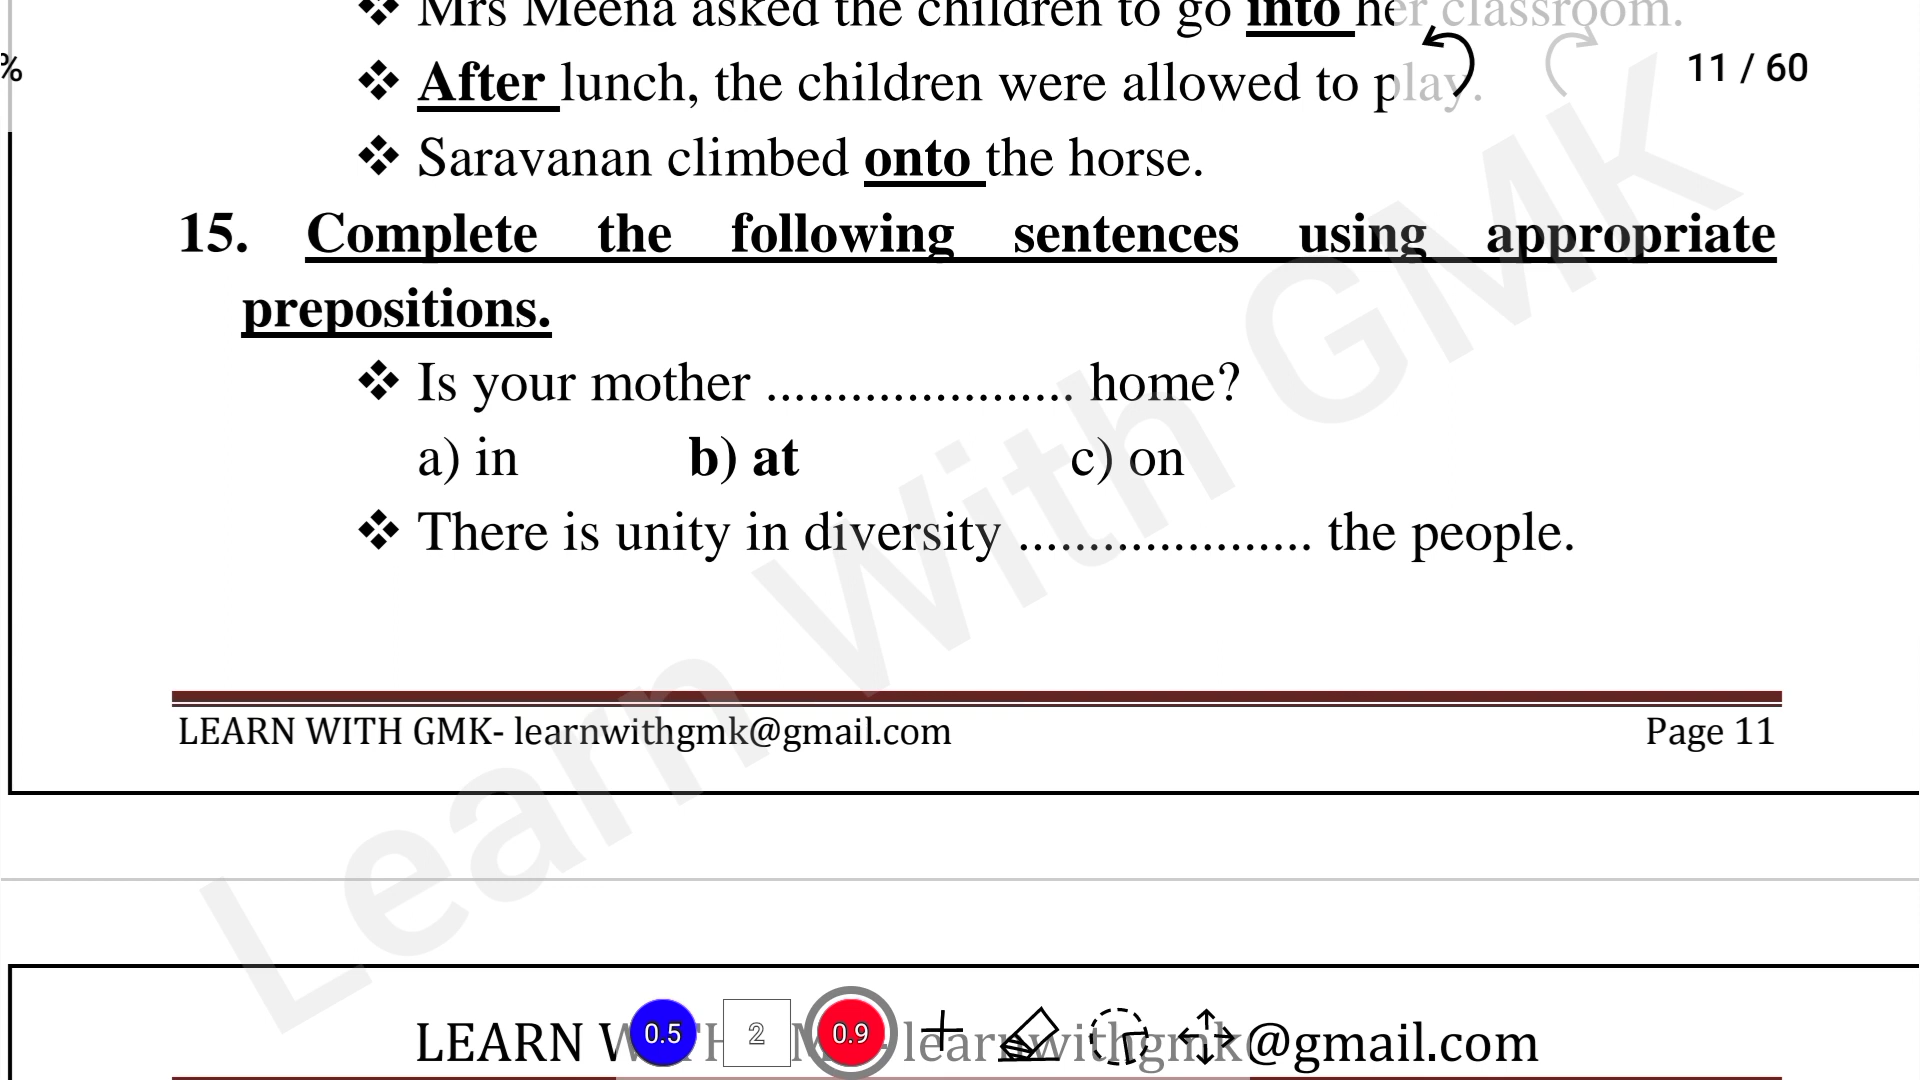 ❖ Mrs Meena asked the children to go into her classroom.
%
❖ After lunch, the children were allowed to play.
11 / 60
❖ Saravanan climbed onto the horse.
15. Complete the following sentences using appropriate
prepositions.
❖ Is your mother ...................... home?
a) in b) at c) on
❖ There is unity in diversity ..................... the people.
Learn With GMK
LEARN WITH GMK- learnwithgmk@gmail.com Page 11
LEARN WITH GMK- learnwithgmk@gmail.com
0.5 2 0.9